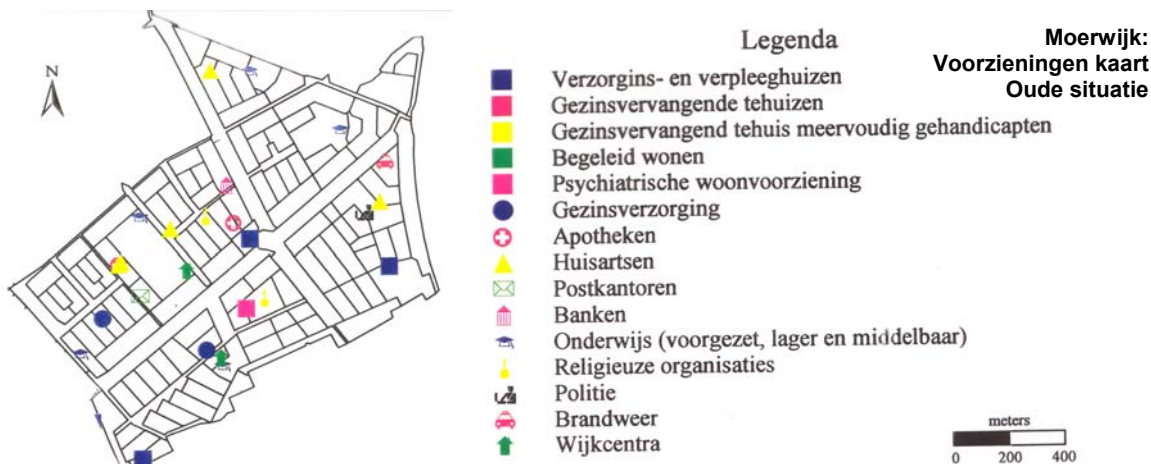 N
Legenda
Moerwijk:
Voorzieningen kaart
Oude situatie
Verzorgins- en verpleeghuizen
Gezinsvervangende tehuizen
Gezinsvervangend tehuis meervoudig gehandicapten
Begeleid wonen
Psychiatrische woonvoorziening
Gezinsverzorging
Apotheken
Huisartsen
Postkantoren
Banken
Onderwijs (voorgezet, lager en middelbaar)
Religieuze organisaties
Politie
Brandweer
Wijkcentra
meters
0 200 400